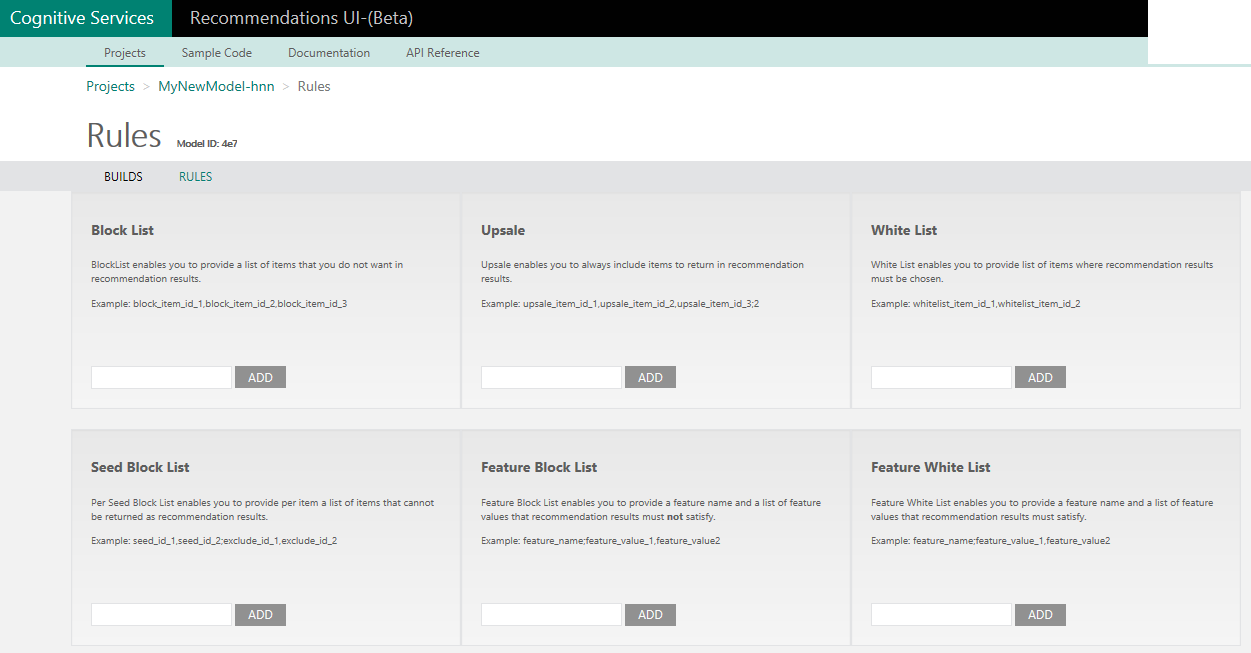 Cognitive Services Recommendations UI-(Beta)
Projects Sample Code Documentation API Reference
Projects > MyNewModel-hnn > Rules
Rules Model ID: 4e7
BUILDS RULES
Block List
BlockList enables you to provide a list of items that you do not want in
recommendation results.
Example: block_item_id_1,block_item_id_2,block_item_id_3
ADD
Upsale
Upsale enables you to always include items to return in recommendation
results.
Example: upsale_item_id_1,upsale_item_id_2,upsale_item_id_3;2
ADD
White List
White List enables you to provide list of items where recommendation results
must be chosen.
Example: whitelist_item_id_1,whitelist_item_id_2
ADD
Seed Block List
Per Seed Block List enables you to provide per item a list of items that cannot
be returned as recommendation results.
Example: seed_id_1,seed_id_2;exclude_id_1,exclude_id_2
ADD
Feature Block List
Feature Block List enables you to provide a feature name and a list of feature
values that recommendation results must not satisfy.
Example: feature_name;feature_value_1,feature_value2
ADD
Feature White List
Feature White List enables you to provide a feature name and a list of feature
values that recommendation results must satisfy.
Example: feature_name;feature_value_1,feature_value2
ADD